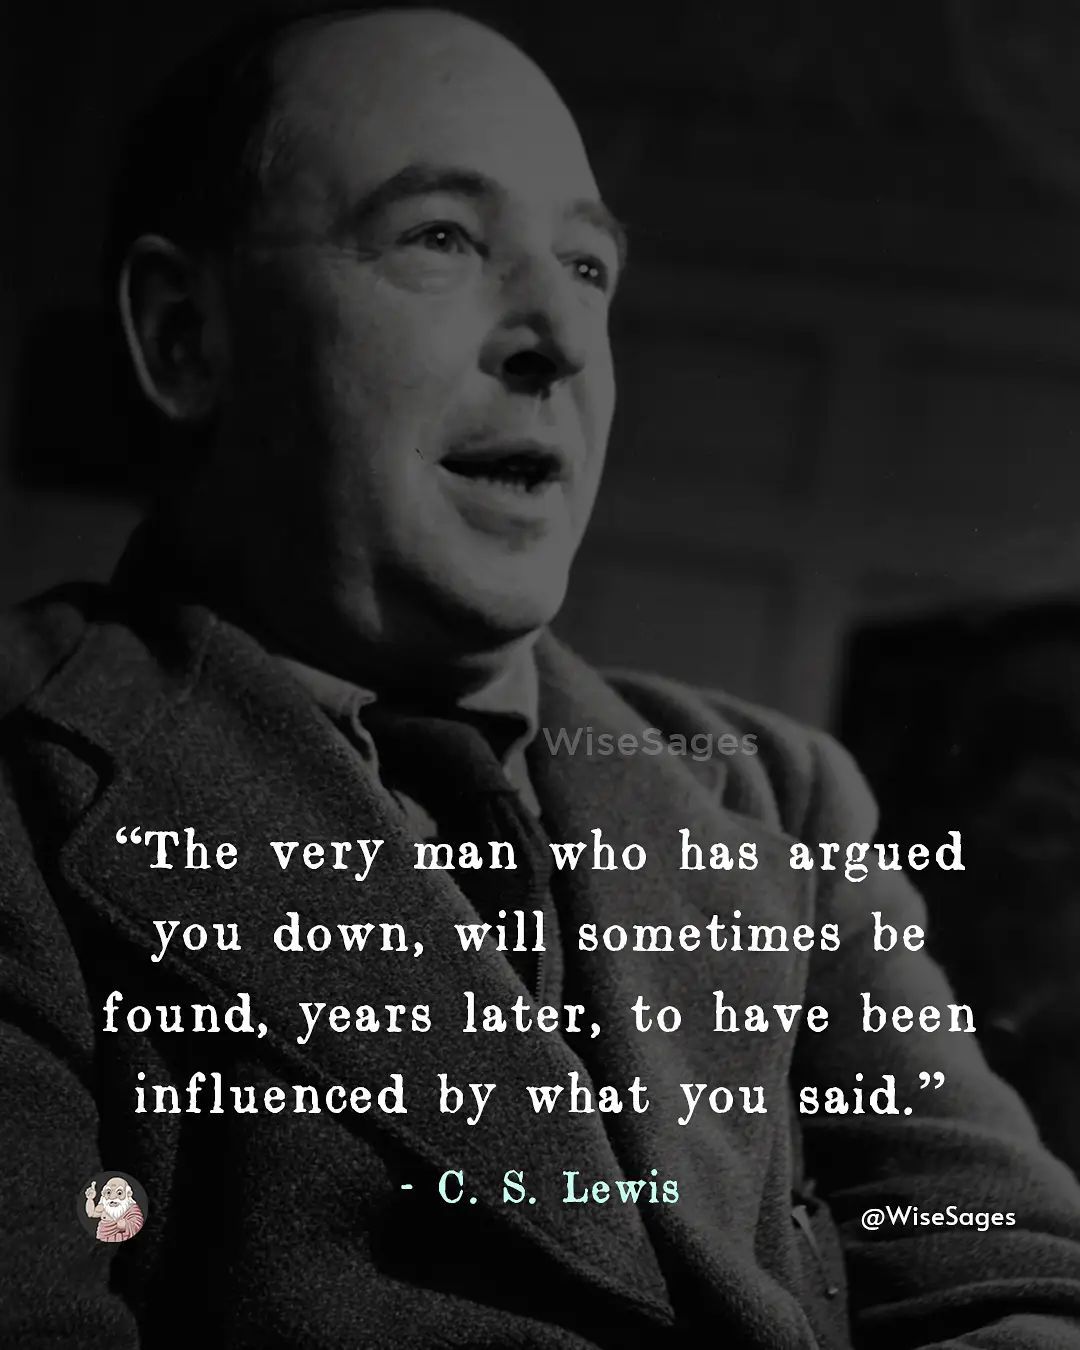 WiseSages
“The very man who has argued
you down, will sometimes be
found, years later, to have been
influenced by what you said.”
- C. S. Lewis
@WiseSages